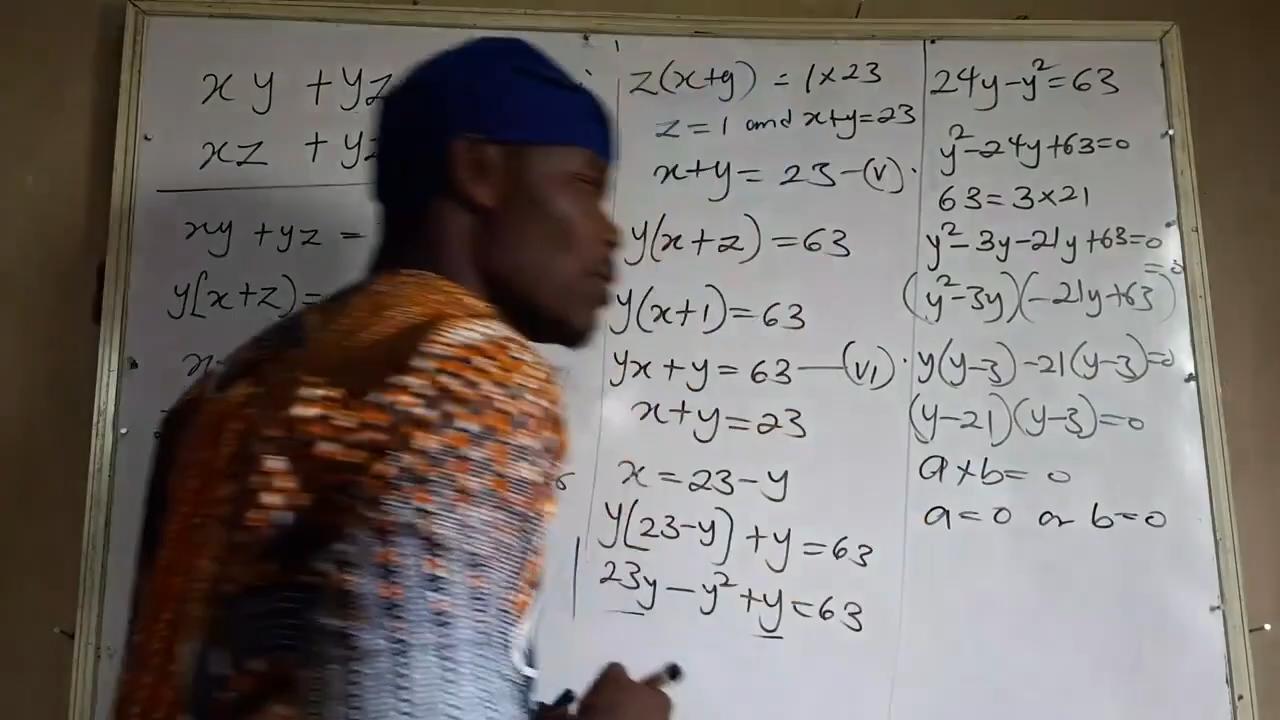 xy + yz
xz + yz
xy + yz =
y[x+z) =
x
z(x+y) = 1×23
z = 1 and x+y=23
x+y = 23 —(v).
y(x+z) = 63
y(x+1) = 63
yx + y = 63 —(vi).
x+y = 23
x = 23 - y
y[23-y] + y = 63
23y - y² + y = 63
24y - y² = 63
y² - 24y + 63 = 0
63 = 3×21
y² - 3y - 21y + 63 = 0
= 0
(y² - 3y)(-21y + 63)
y(y-3) - 21(y-3) = 0
(y-21)(y-3) = 0
a × b = 0
a = 0 or b = 0